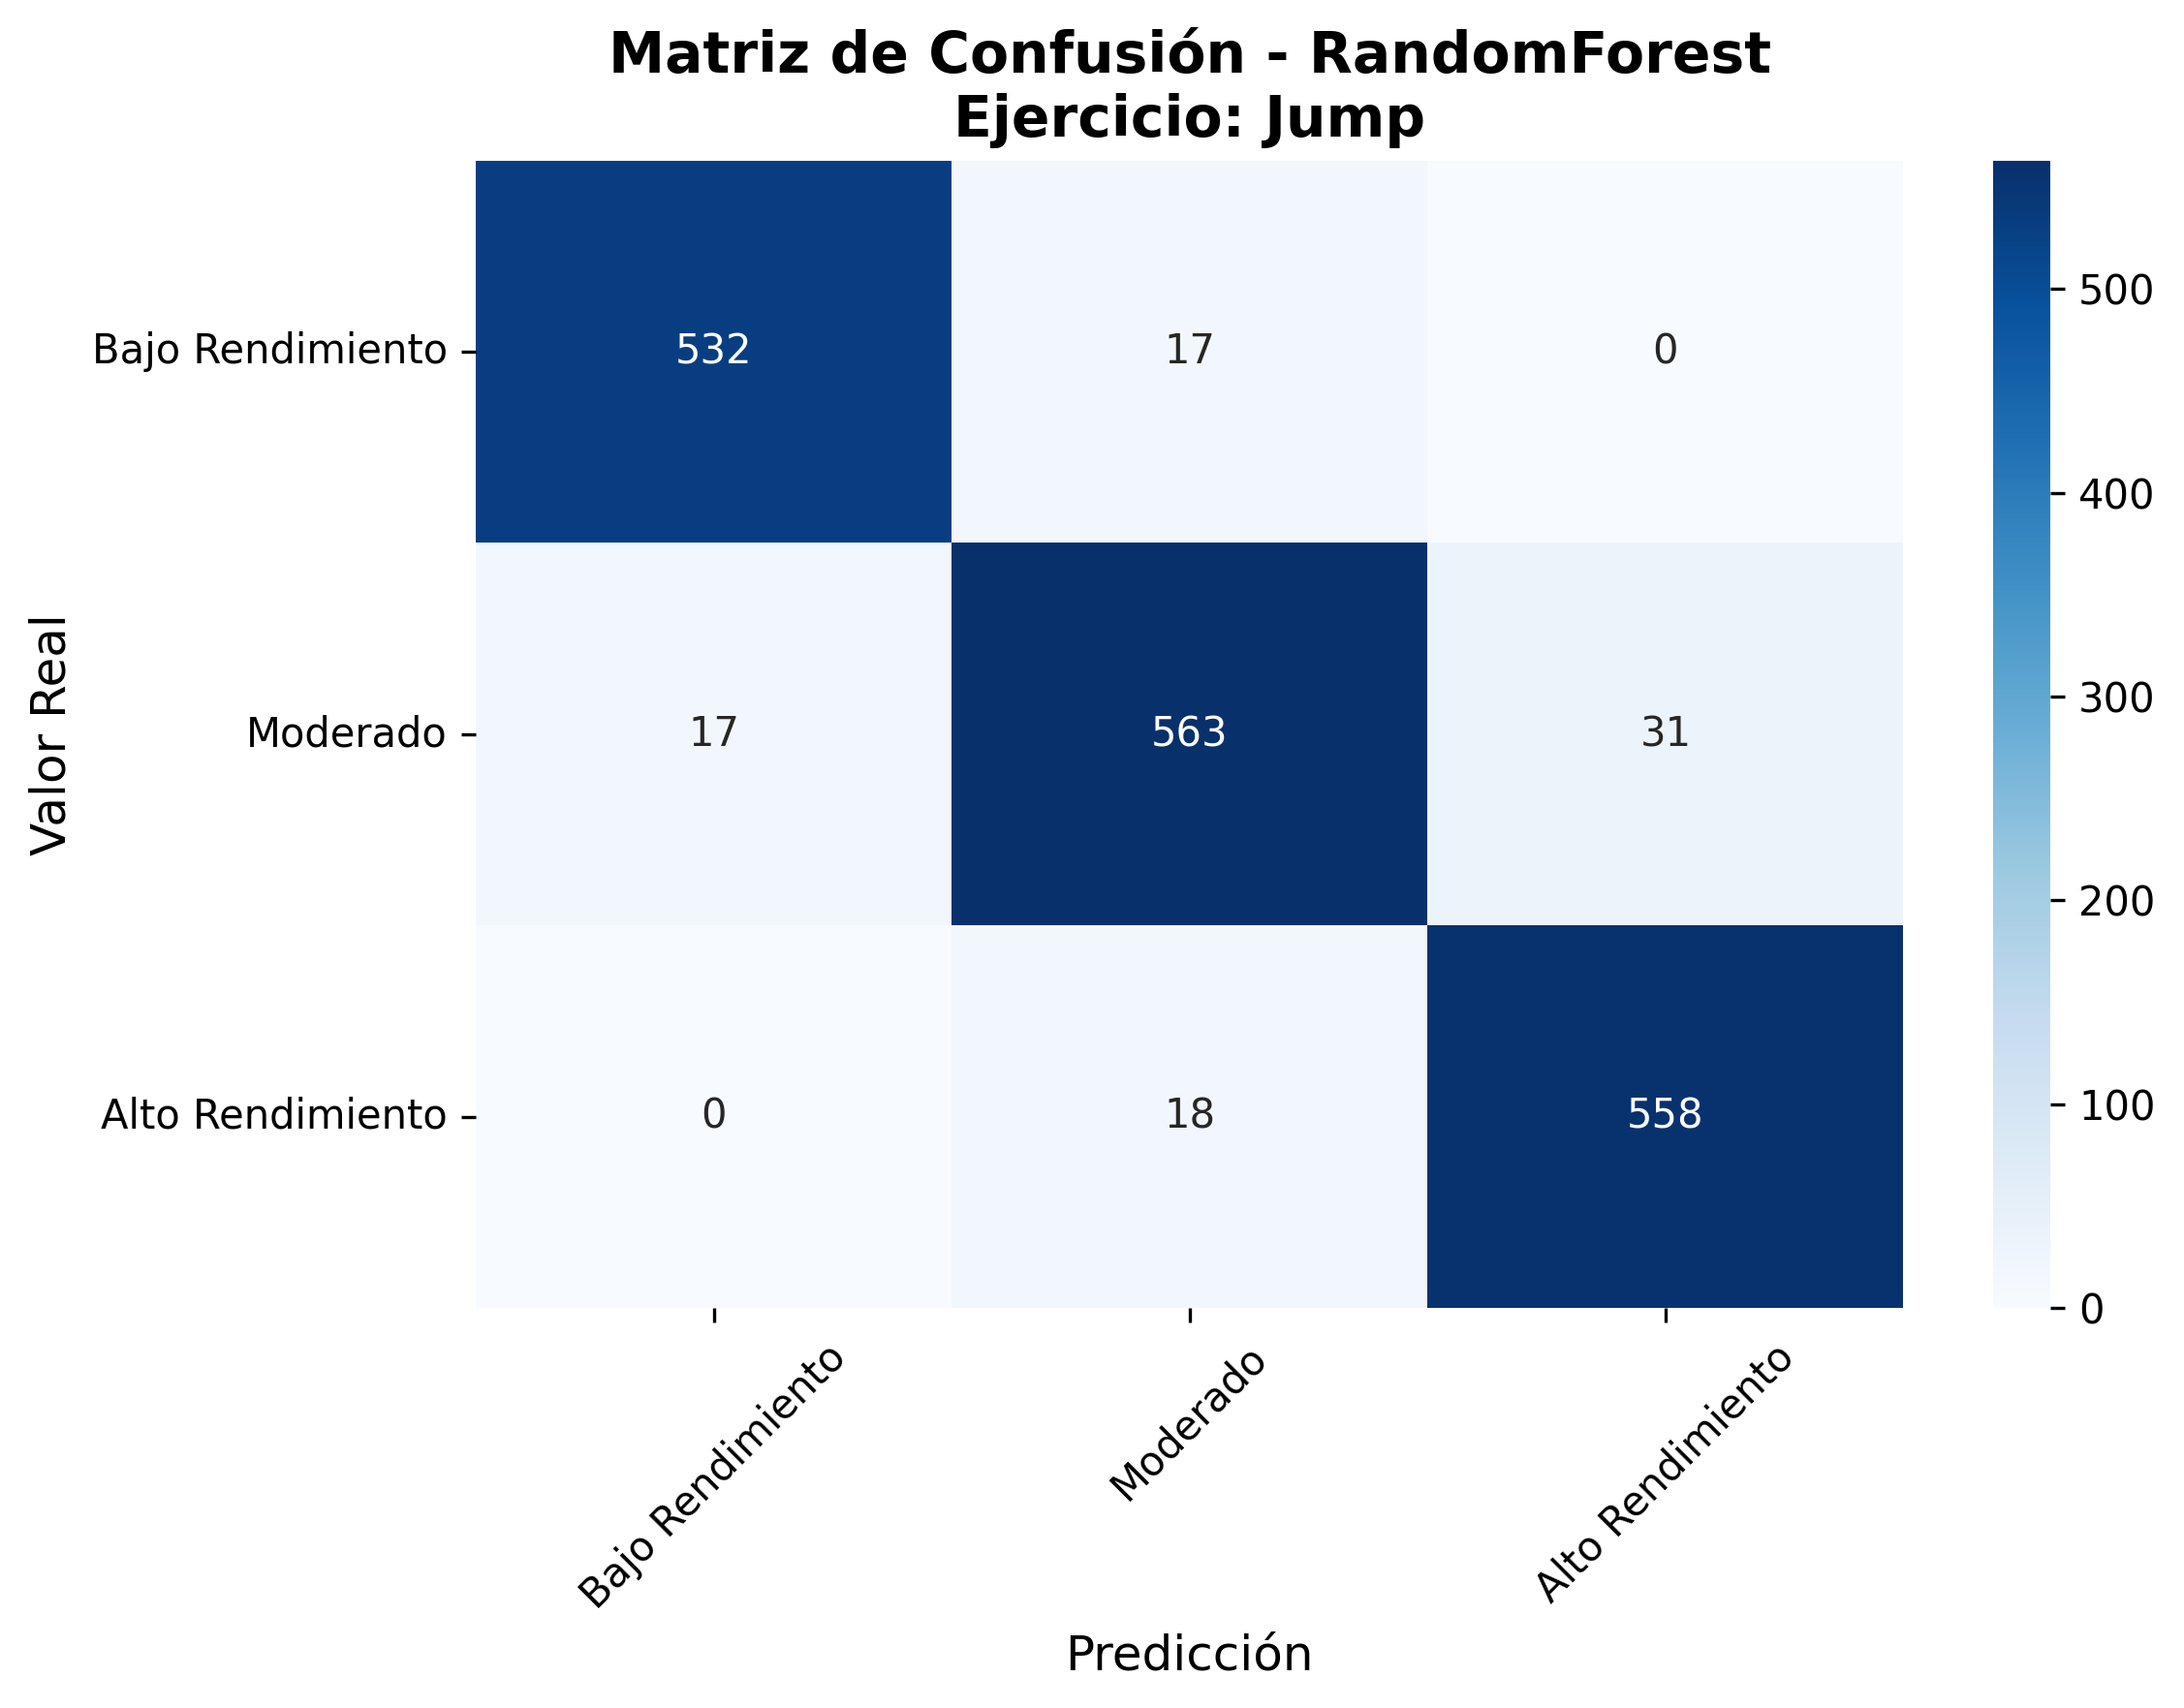 Matriz de Confusión - RandomForest
Ejercicio: Jump
Valor Real
Bajo Rendimiento
532
17
0
Moderado
17
563
31
Alto Rendimiento
0
18
558
Bajo Rendimiento
Moderado
Alto Rendimiento
Predicción
500
400
300
200
100
0